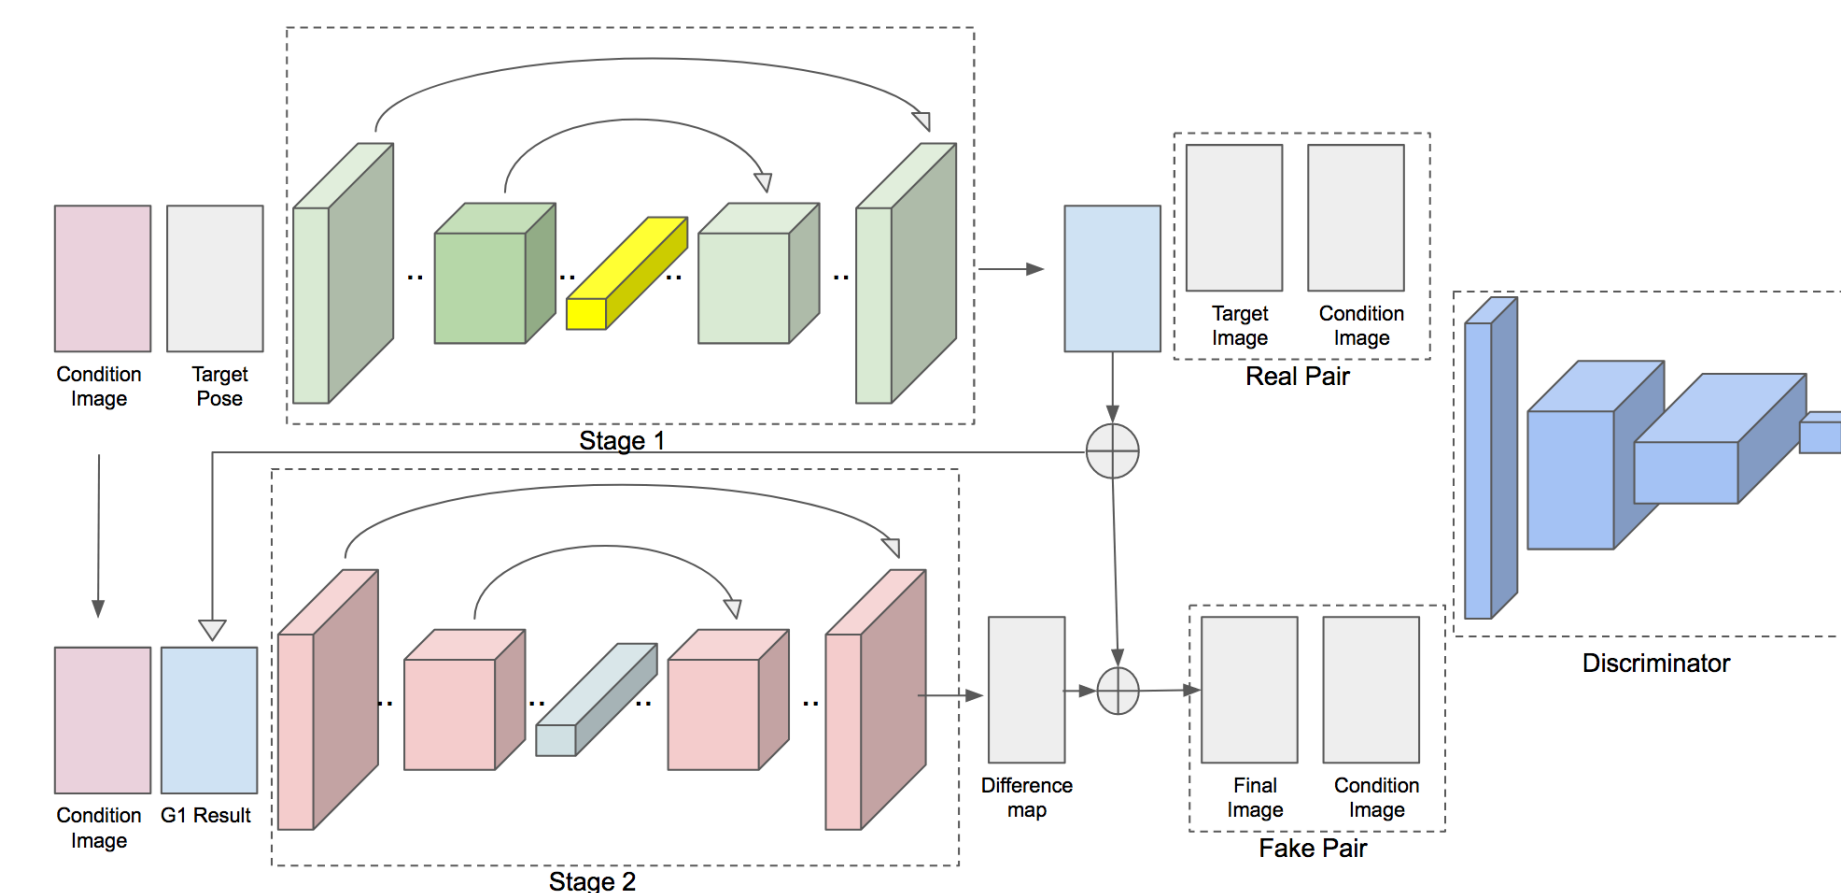 Condition
Image
Target
Pose
Stage 1
Target
Image
Condition
Image
Real Pair
Discriminator
Condition
Image
G1 Result
Stage 2
Difference
map
Final
Image
Condition
Image
Fake Pair